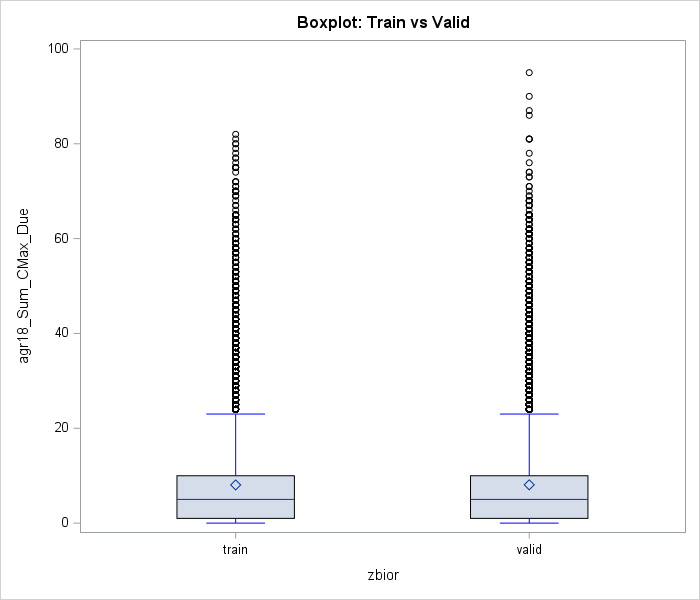 Boxplot: Train vs Valid
100
80
60
40
20
0
agr18_Sum_CMax_Due
train
valid
zbior